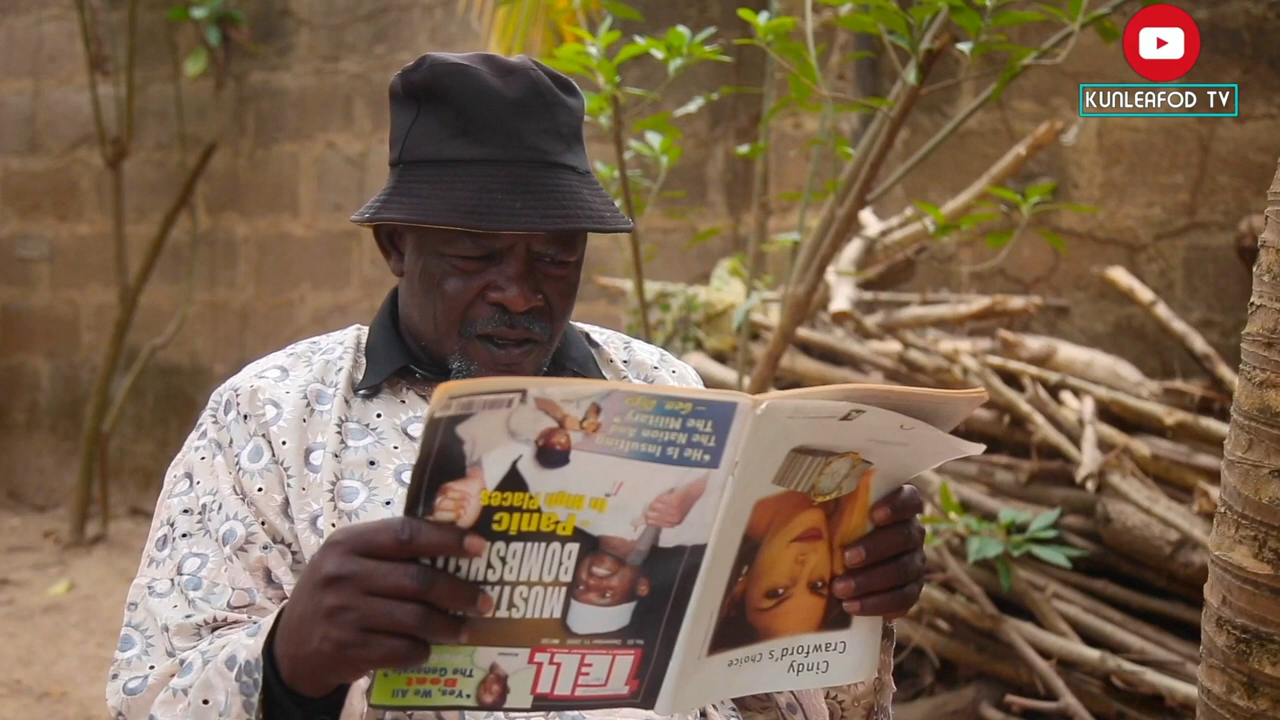 KUNLEAFOD TV
TELL
"Yes, We All
Beat
The Generals"
BOMBSHELL
Panic
In High Places
"He Is Insulting
The Nation And
The Military"
- Gen. Diya
Cindy
Crawford's Choice